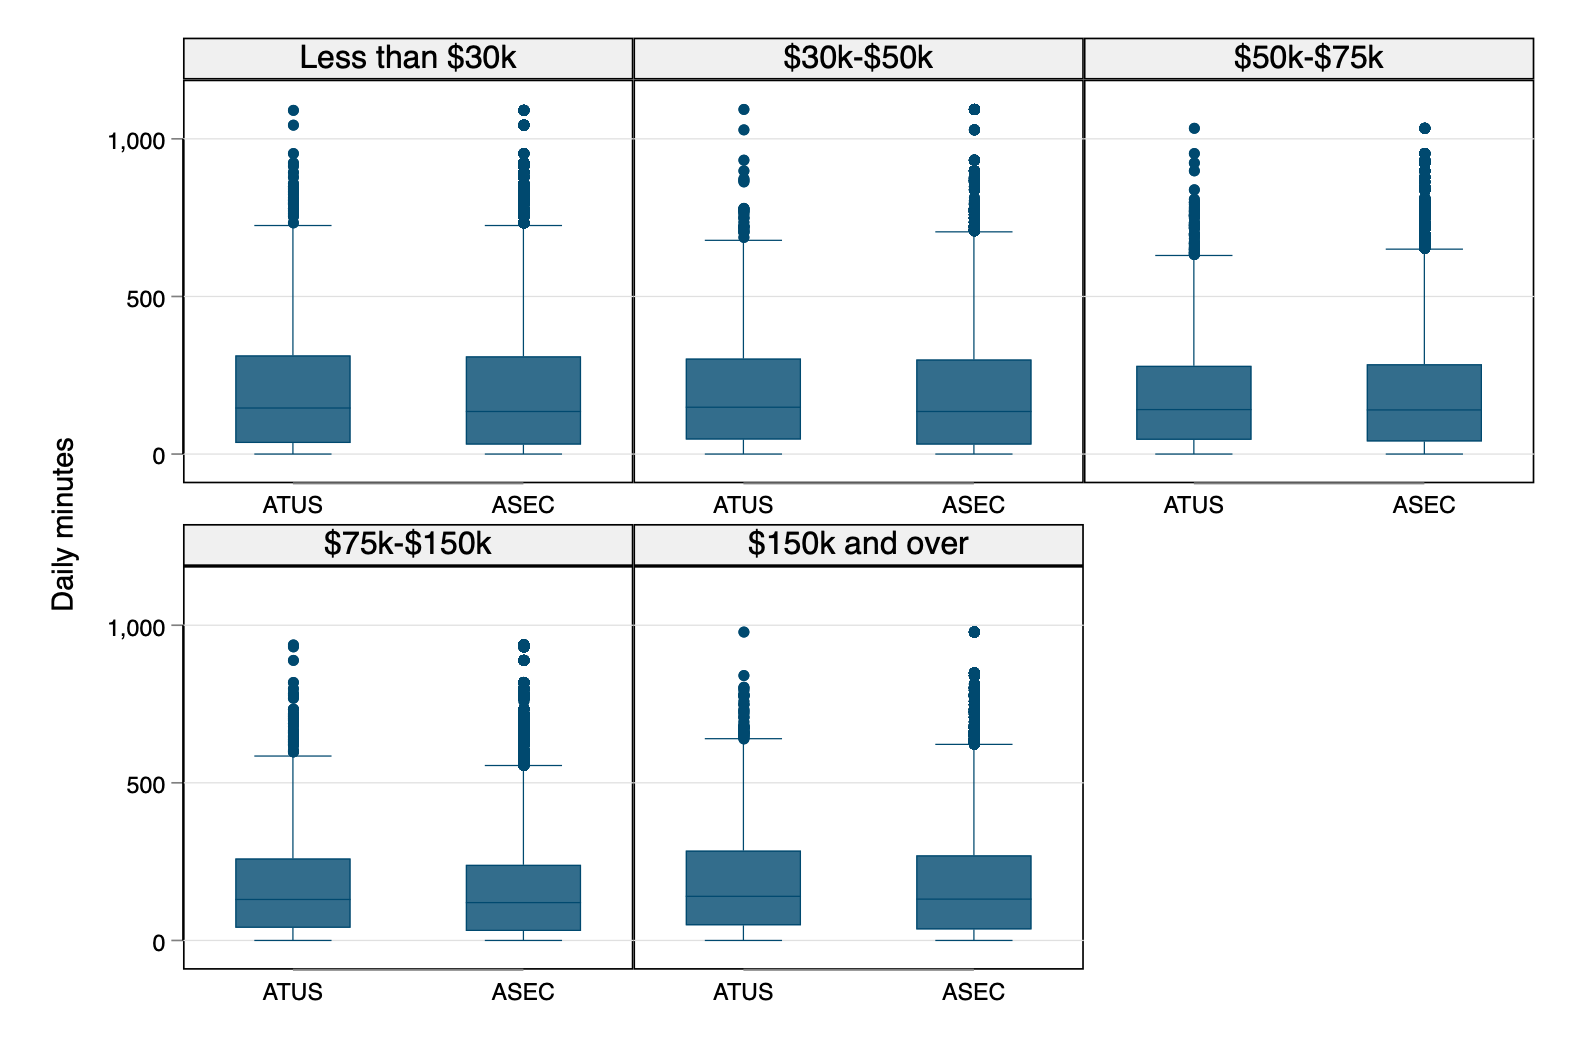 Less than $30k
$30k-$50k
$50k-$75k
1,000
500
0
ATUS
ASEC
ATUS
ASEC
ATUS
ASEC
Daily minutes
$75k-$150k
$150k and over
1,000
500
0
ATUS
ASEC
ATUS
ASEC